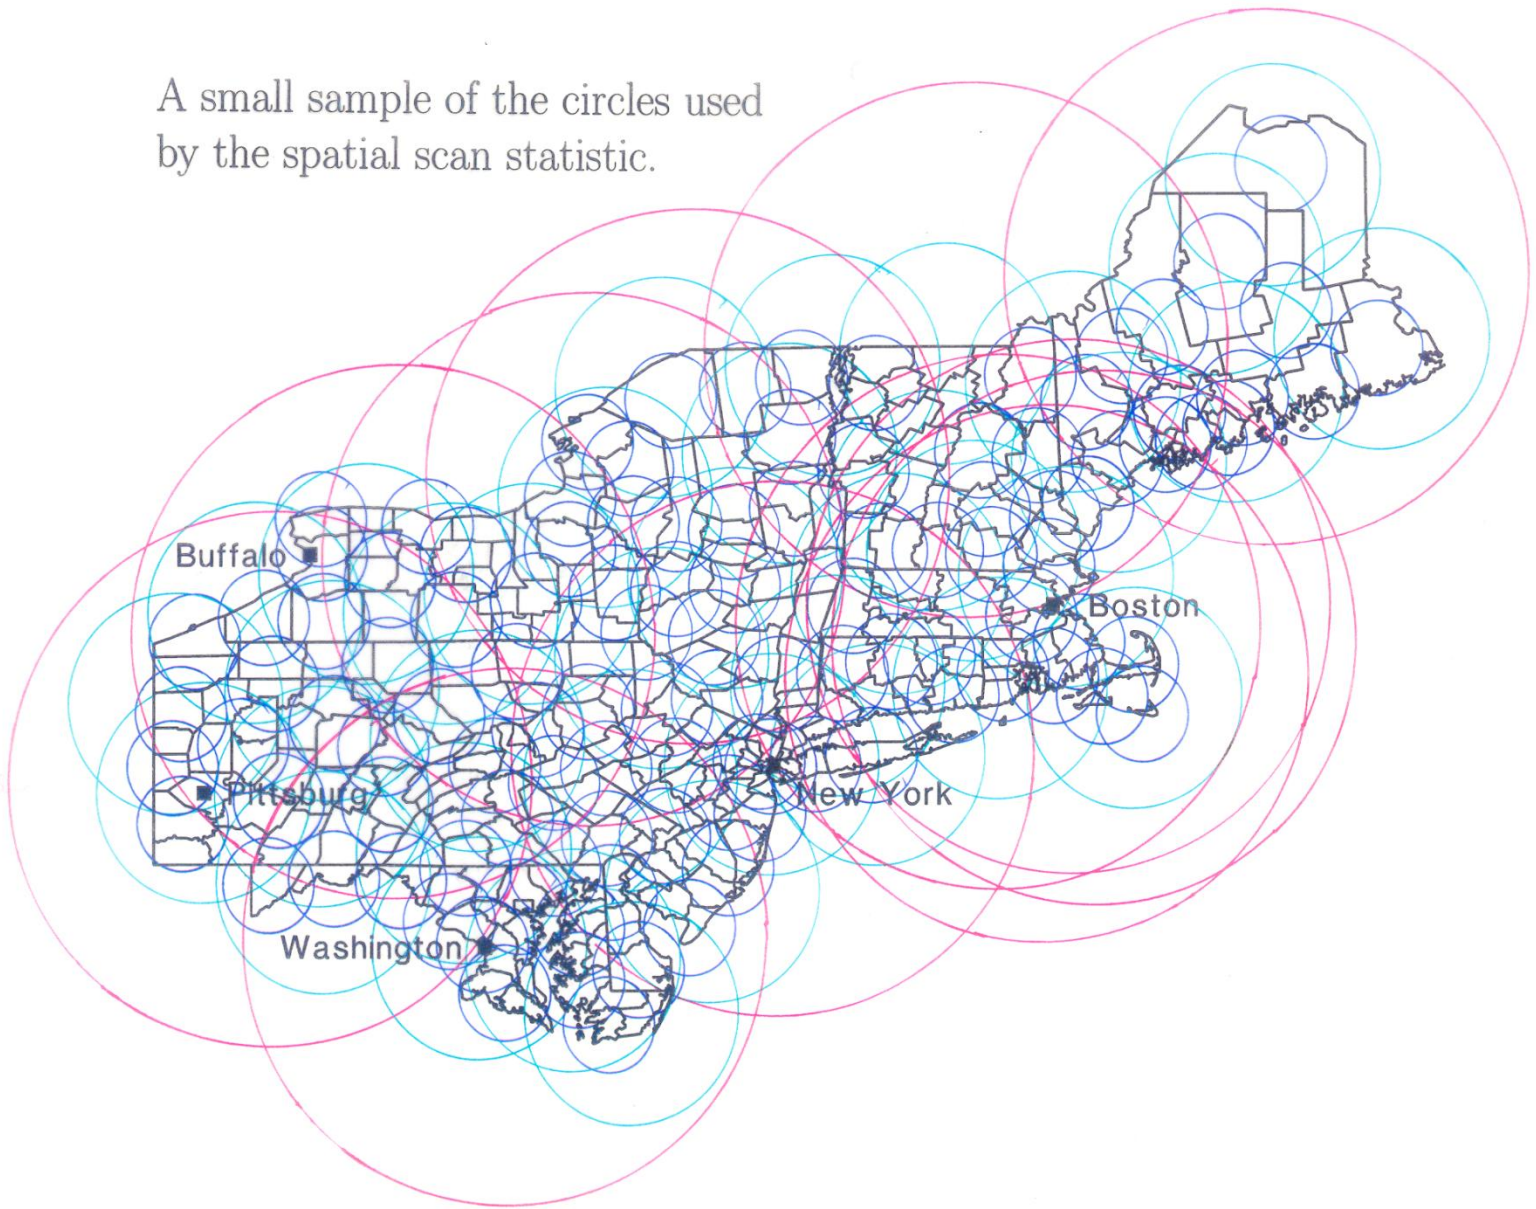 A small sample of the circles used
by the spatial scan statistic.
Buffalo
Boston
Pittsburg
New York
Washington